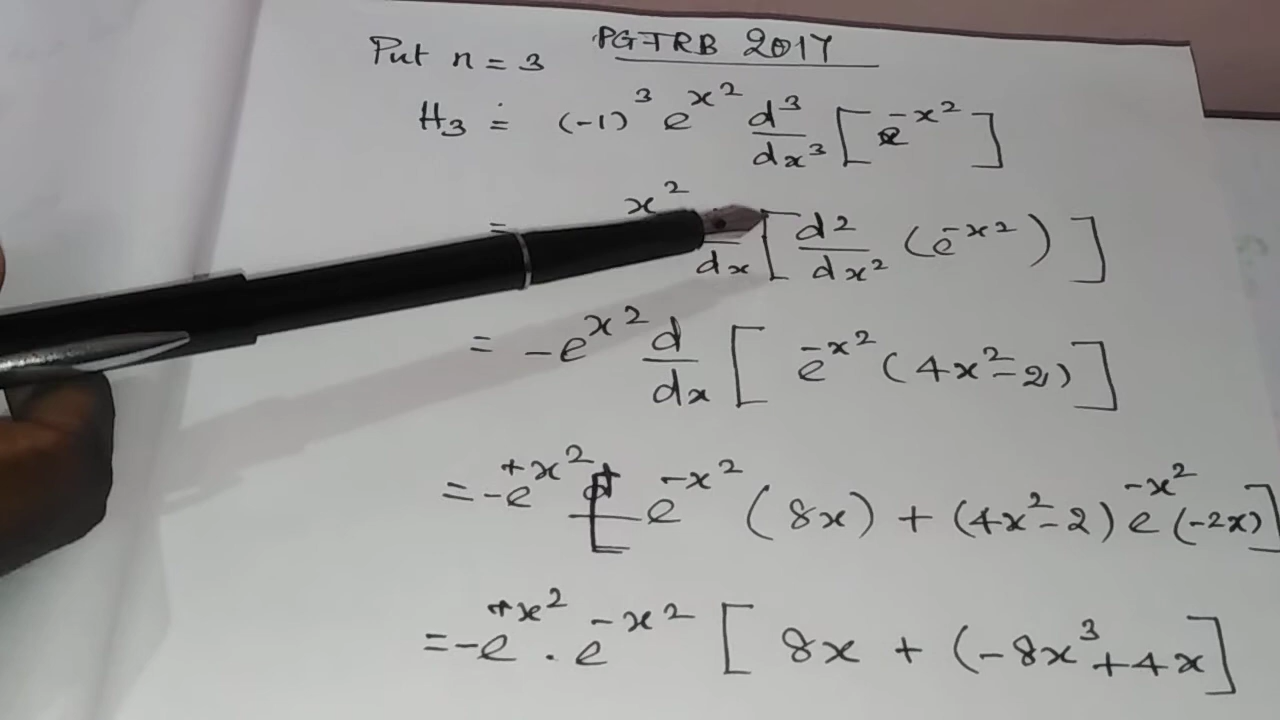 Put n = 3 PGTRB 2017
H₃ = (-1)³ e^x² d³/dx³ [e^-x²]
= x² /dx [ d²/dx² (e^-x²) ]
= -e^x² d/dx [ e^-x² (4x²-2) ]
= -e^+x² [ e^-x² (8x) + (4x²-2) e^-x² (-2x) ]
= -e^+x² . e^-x² [ 8x + (-8x³ +4x ]